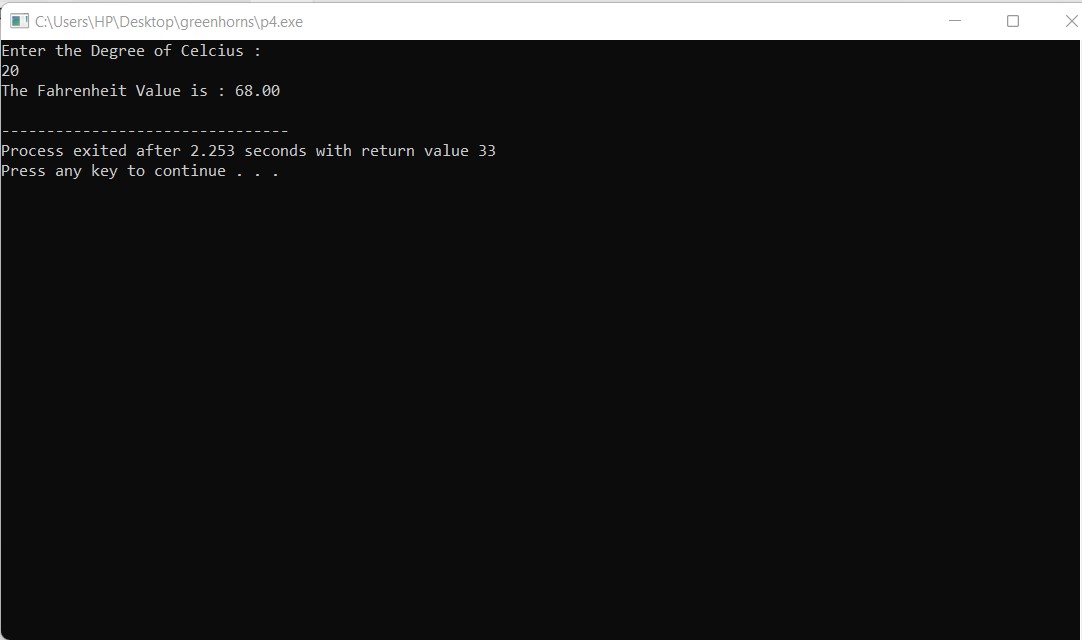 C:\Users\HP\Desktop\greenhorns\p4.exe
Enter the Degree of Celcius :
20
The Fahrenheit Value is : 68.00
--------------------------------
Process exited after 2.253 seconds with return value 33
Press any key to continue . . .